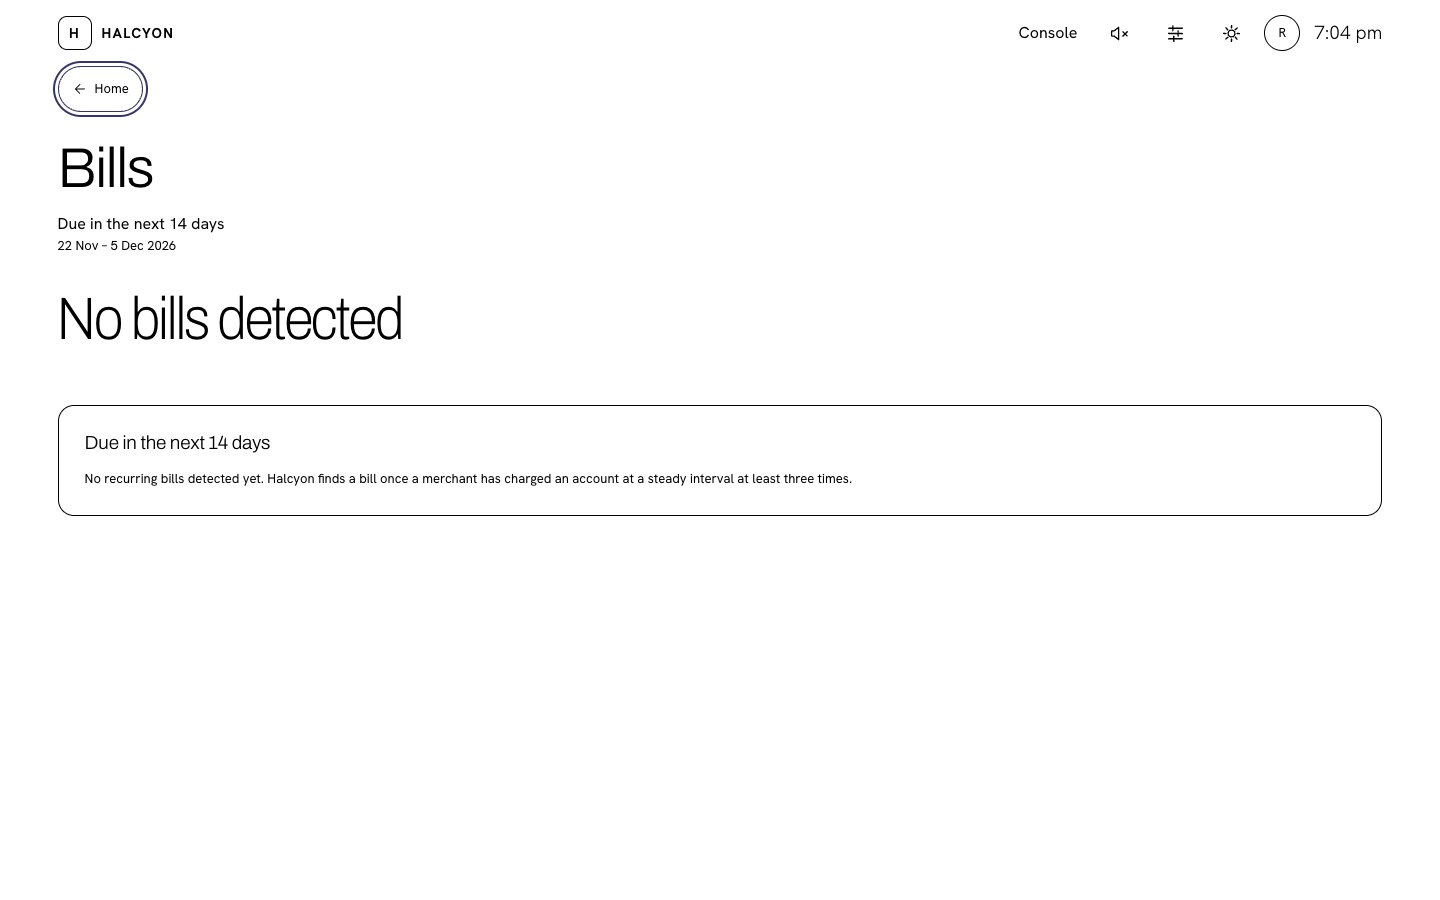 H HALCYON
Console R 7:04 pm
Home
Bills
Due in the next 14 days
22 Nov – 5 Dec 2026
No bills detected
Due in the next 14 days
No recurring bills detected yet. Halcyon finds a bill once a merchant has charged an account at a steady interval at least three times.